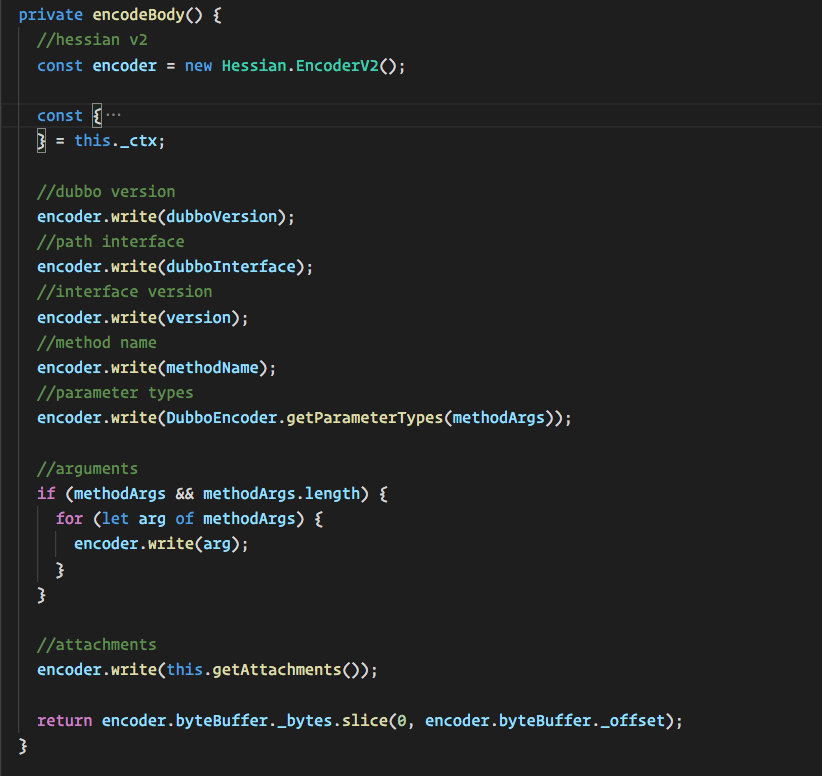 private encodeBody() {
  //hessian v2
  const encoder = new Hessian.EncoderV2();

  const {···
  } = this._ctx;

  //dubbo version
  encoder.write(dubboVersion);
  //path interface
  encoder.write(dubboInterface);
  //interface version
  encoder.write(version);
  //method name
  encoder.write(methodName);
  //parameter types
  encoder.write(DubboEncoder.getParameterTypes(methodArgs));

  //arguments
  if (methodArgs && methodArgs.length) {
    for (let arg of methodArgs) {
      encoder.write(arg);
    }
  }

  //attachments
  encoder.write(this.getAttachments());

  return encoder.byteBuffer._bytes.slice(0, encoder.byteBuffer._offset);
}